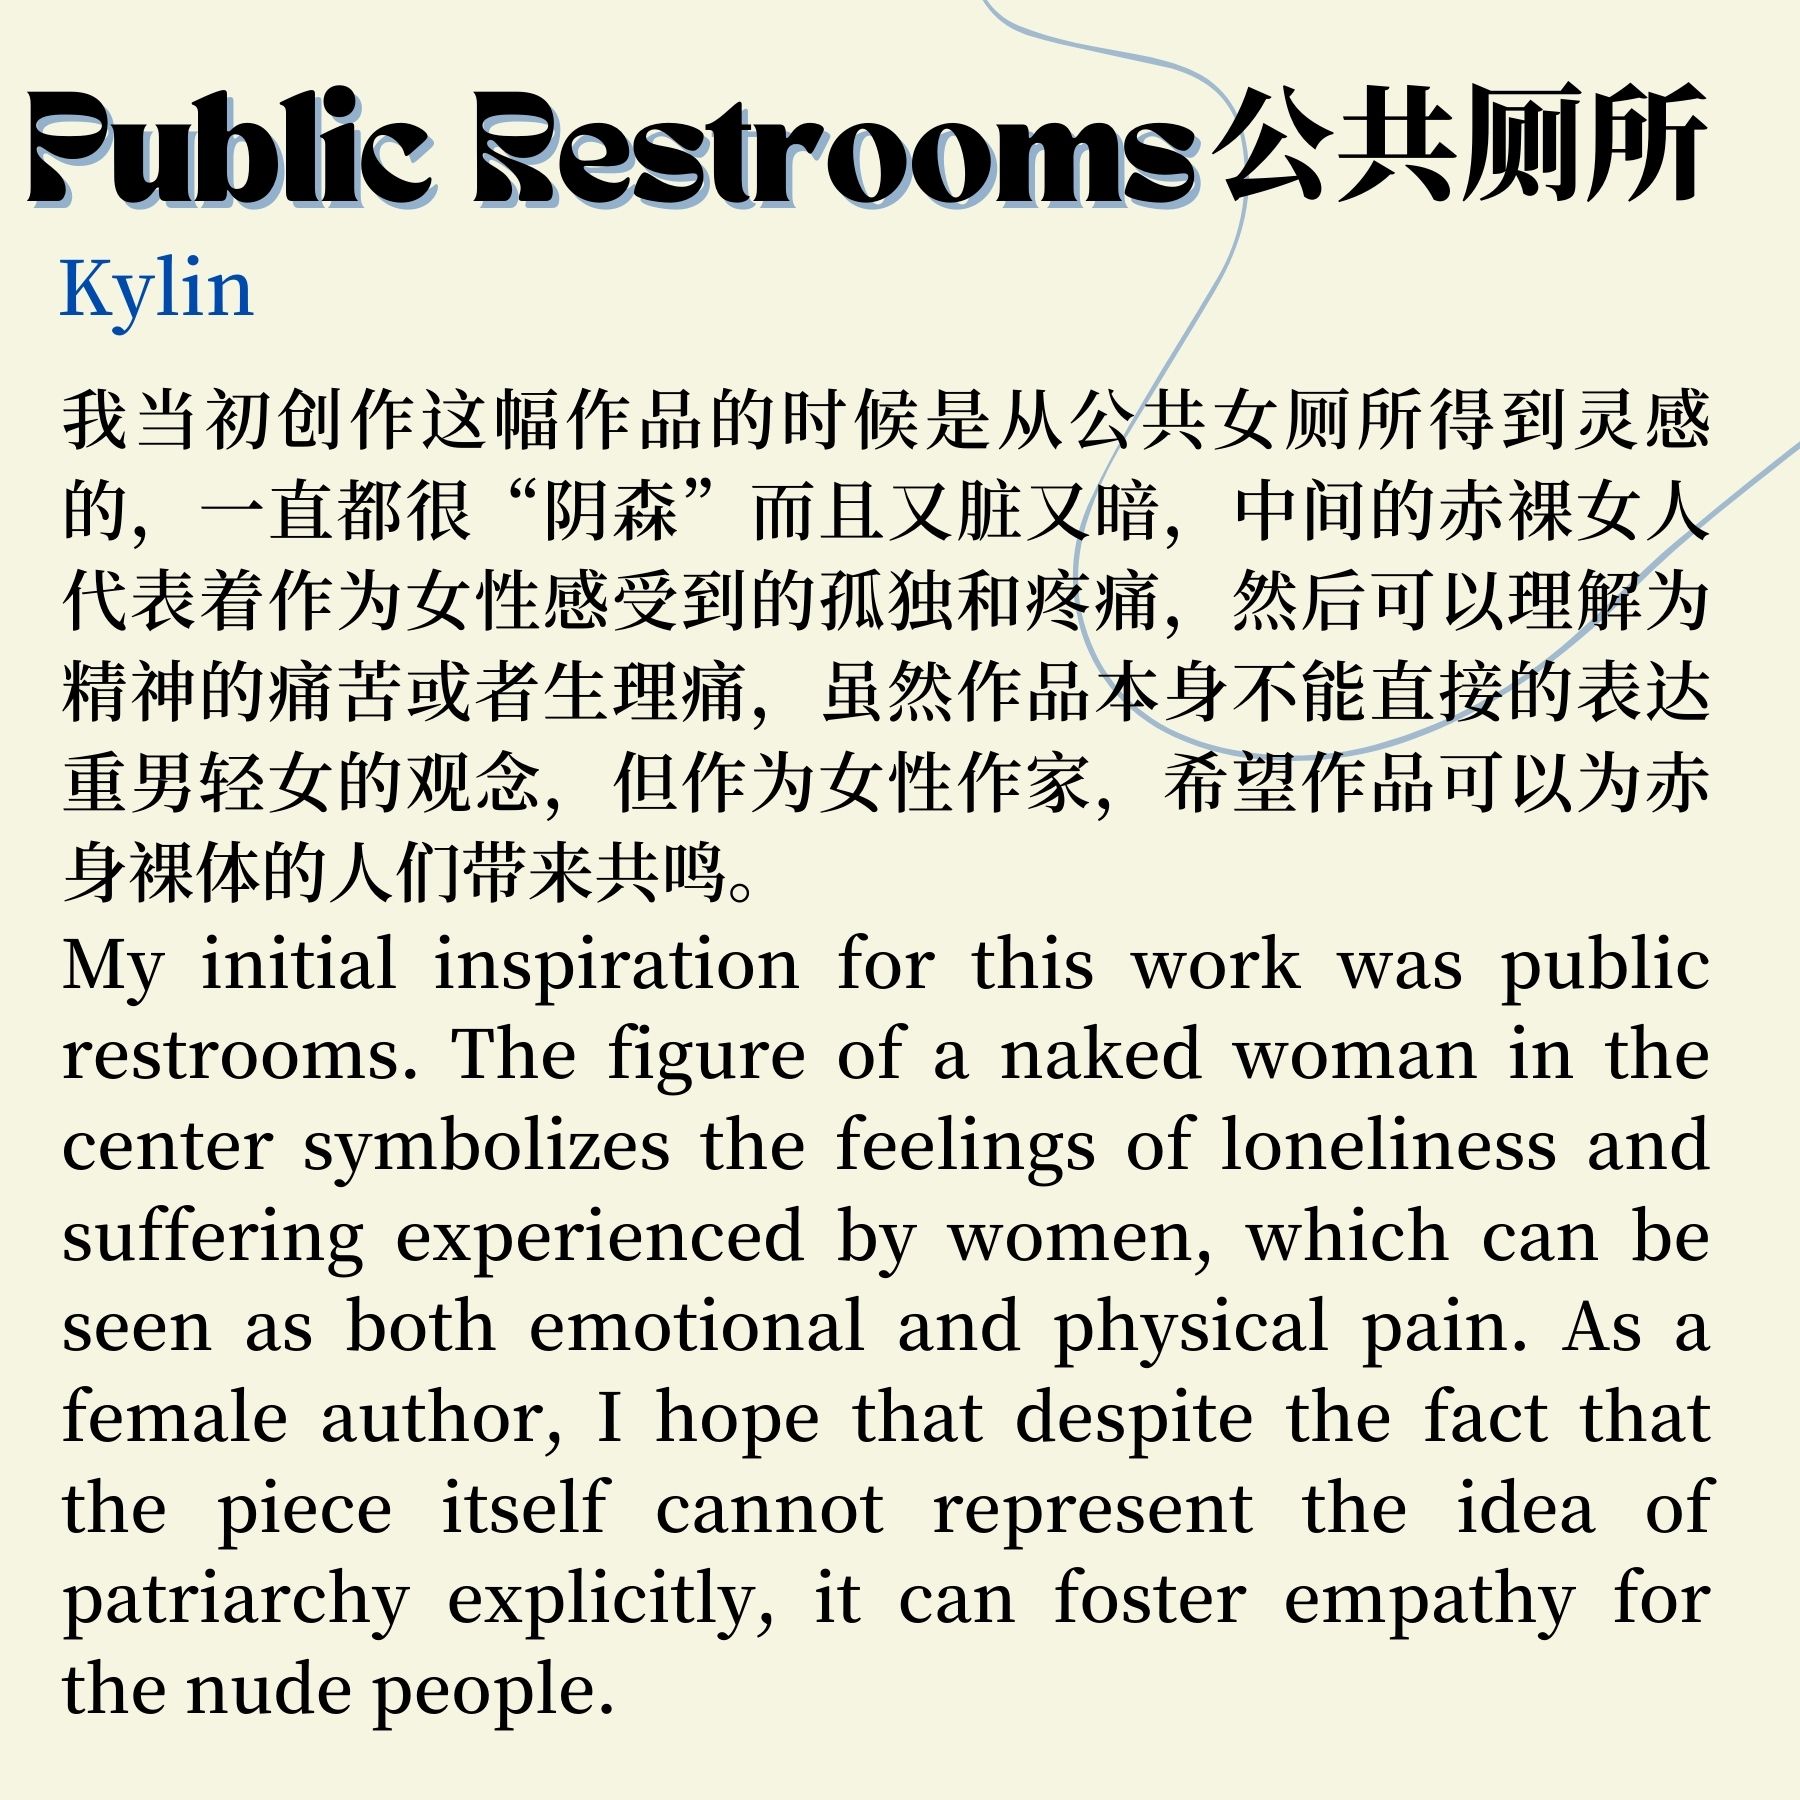 Public Restrooms公共厕所
Kylin
我当初创作这幅作品的时候是从公共女厕所得到灵感
的，一直都很“阴森”而且又脏又暗，中间的赤裸女人
代表着作为女性感受到的孤独和疼痛，然后可以理解为
精神的痛苦或者生理痛，虽然作品本身不能直接的表达
重男轻女的观念，但作为女性作家，希望作品可以为赤
身裸体的人们带来共鸣。
My initial inspiration for this work was public
restrooms. The figure of a naked woman in the
center symbolizes the feelings of loneliness and
suffering experienced by women, which can be
seen as both emotional and physical pain. As a
female author, I hope that despite the fact that
the piece itself cannot represent the idea of
patriarchy explicitly, it can foster empathy for
the nude people.